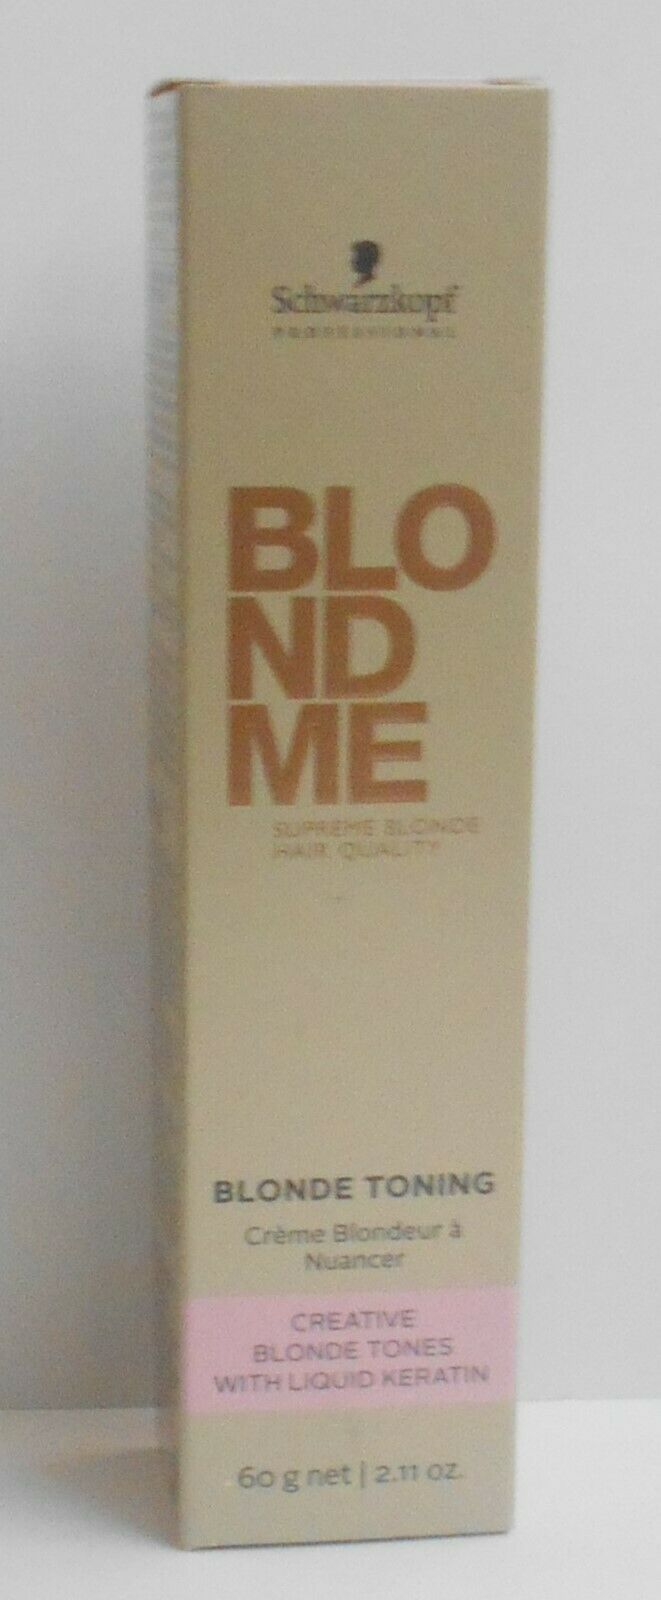 Schwarzkopf
PROFESSIONAL
BLO
ND
ME
SUPREME BLONDE
HAIR QUALITY
BLONDE TONING
Crème Blondeur à
Nuancer
CREATIVE
BLONDE TONES
WITH LIQUID KERATIN
60 g net | 2.11 oz.